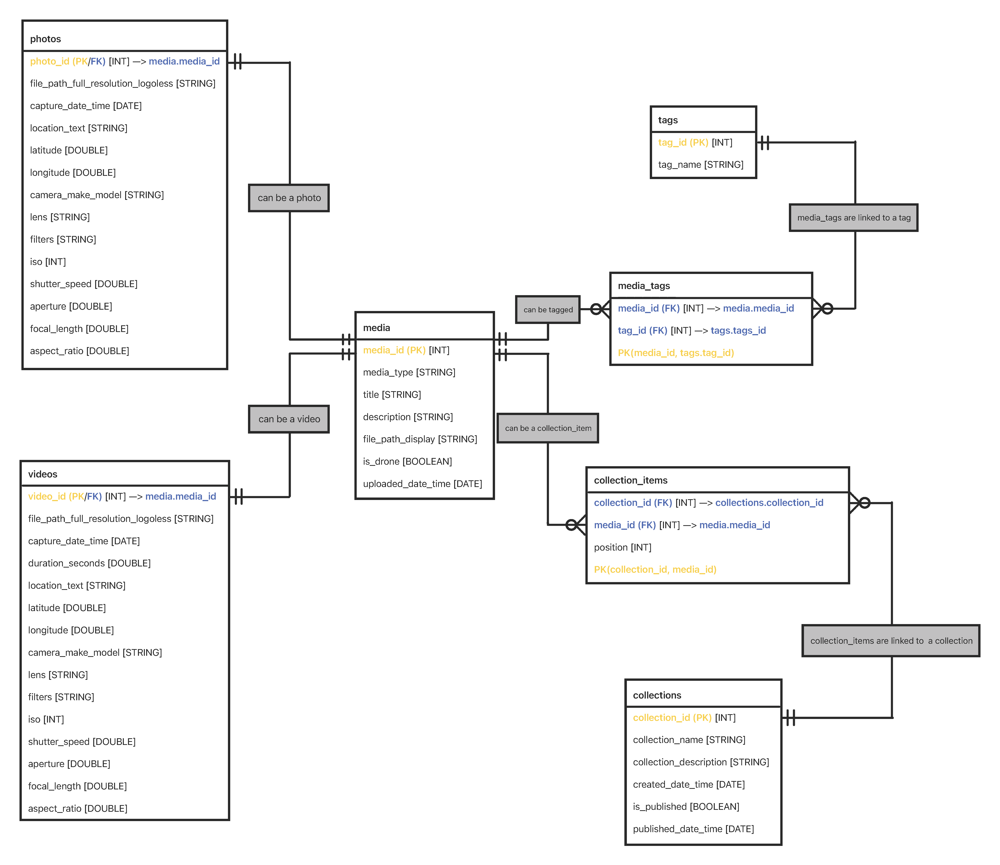 photos
photo_id (PK/FK) [INT] —> media.media_id
file_path_full_resolution_logoless [STRING]
capture_date_time [DATE]
location_text [STRING]
latitude [DOUBLE]
longitude [DOUBLE]
camera_make_model [STRING]
lens [STRING]
filters [STRING]
iso [INT]
shutter_speed [DOUBLE]
aperture [DOUBLE]
focal_length [DOUBLE]
aspect_ratio [DOUBLE]
can be a photo
tags
tag_id (PK) [INT]
tag_name [STRING]
media_tags are linked to a tag
media_tags
media_id (FK) [INT] —> media.media_id
tag_id (FK) [INT] —> tags.tags_id
PK(media_id, tags.tag_id)
can be tagged
media
media_id (PK) [INT]
media_type [STRING]
title [STRING]
description [STRING]
file_path_display [STRING]
is_drone [BOOLEAN]
uploaded_date_time [DATE]
can be a video
can be a collection_item
videos
video_id (PK/FK) [INT] —> media.media_id
file_path_full_resolution_logoless [STRING]
capture_date_time [DATE]
duration_seconds [DOUBLE]
location_text [STRING]
latitude [DOUBLE]
longitude [DOUBLE]
camera_make_model [STRING]
lens [STRING]
filters [STRING]
iso [INT]
shutter_speed [DOUBLE]
aperture [DOUBLE]
focal_length [DOUBLE]
aspect_ratio [DOUBLE]
collection_items
collection_id (FK) [INT] —> collections.collection_id
media_id (FK) [INT] —> media.media_id
position [INT]
PK(collection_id, media_id)
collection_items are linked to  a collection
collections
collection_id (PK) [INT]
collection_name [STRING]
collection_description [STRING]
created_date_time [DATE]
is_published [BOOLEAN]
published_date_time [DATE]